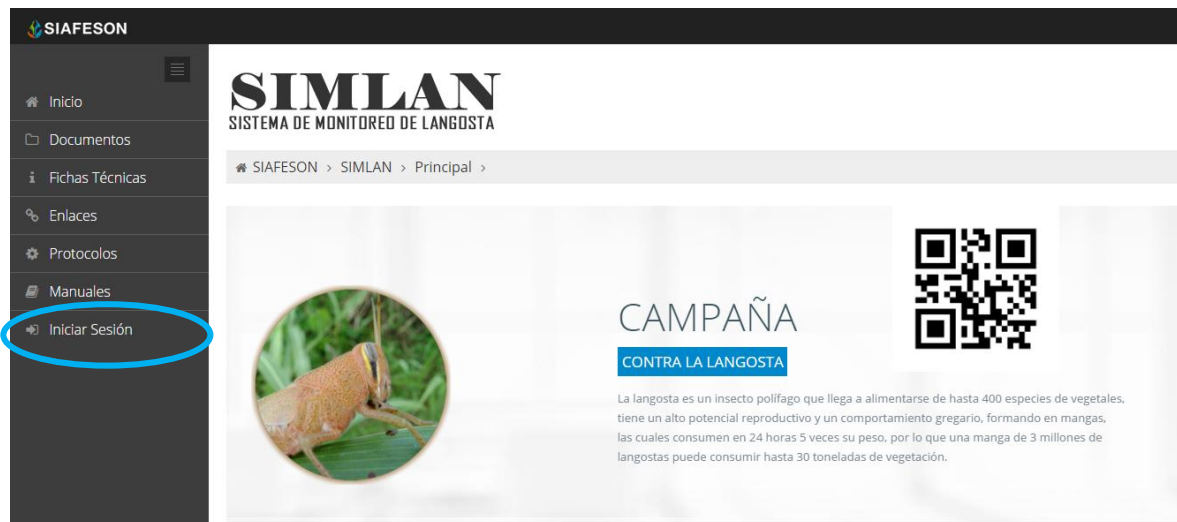 SIAFESON
Inicio
Documentos
Fichas Técnicas
Enlaces
Protocolos
Manuales
Iniciar Sesión
SIMLAN
SISTEMA DE MONITOREO DE LANGOSTA
SIAFESON > SIMLAN > Principal >
CAMPAÑA
CONTRA LA LANGOSTA
La langosta es un insecto polífago que llega a alimentarse de hasta 400 especies de vegetales,
tiene un alto potencial reproductivo y un comportamiento gregario, formando en mangas,
las cuales consumen en 24 horas 5 veces su peso, por lo que una manga de 3 millones de
langostas puede consumir hasta 30 toneladas de vegetación.